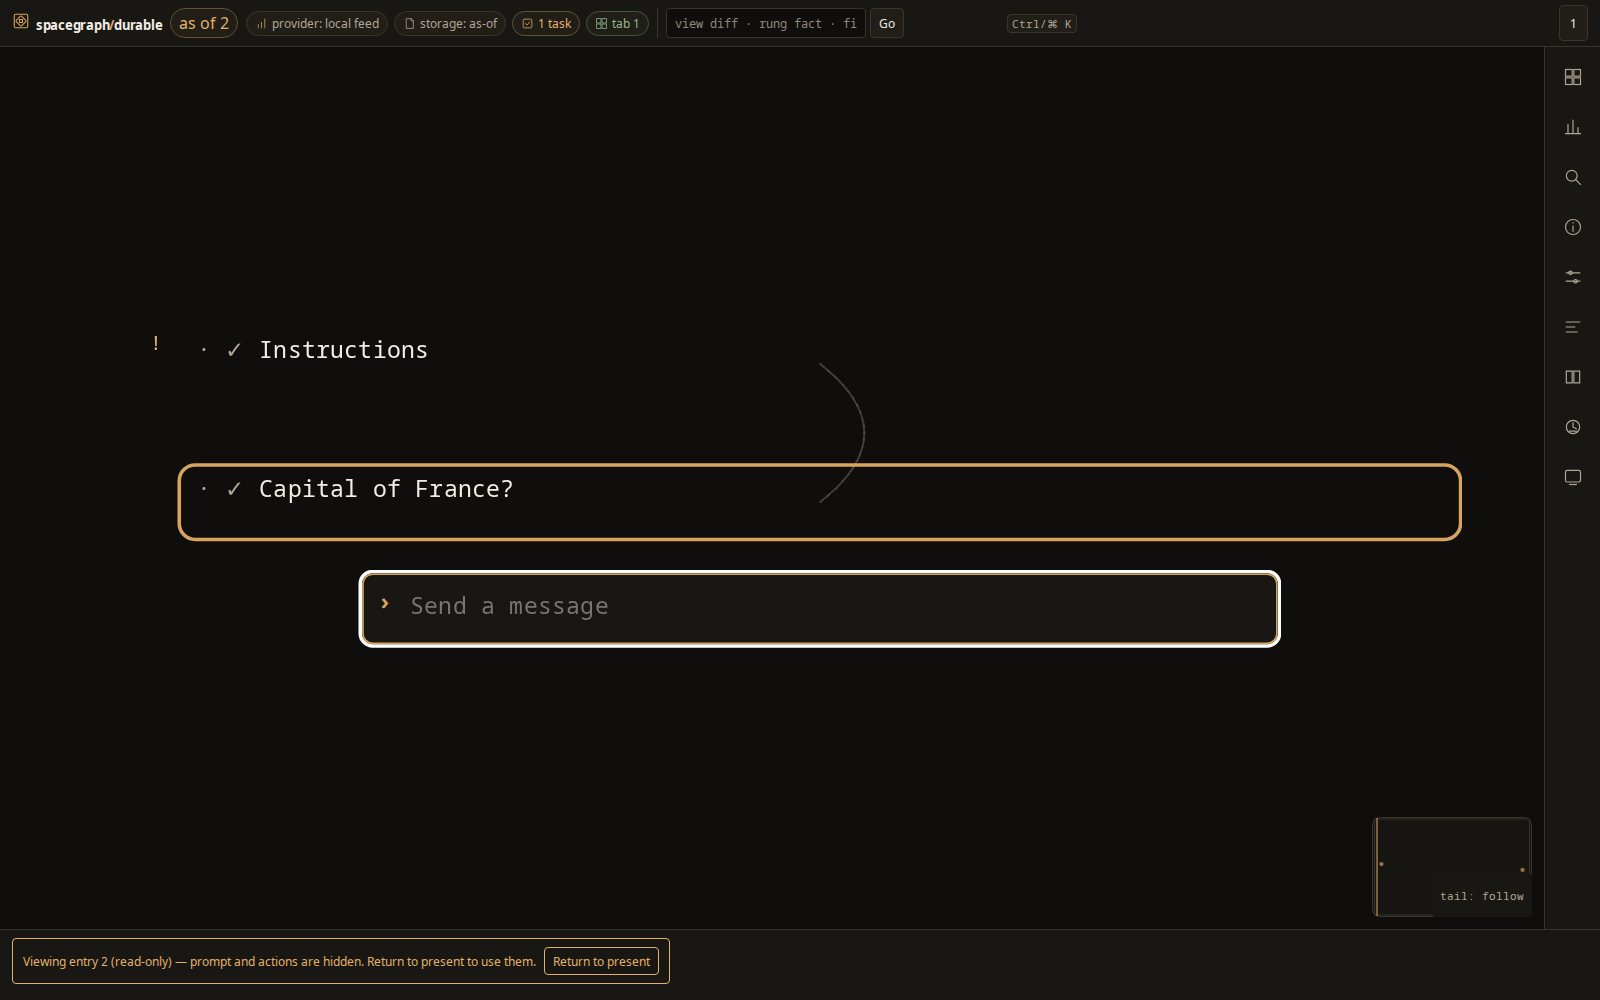 spacegraph/durable as of 2 provider: local feed storage: as-of 1 task tab 1 view diff · rung fact · fi Go Ctrl/⌘ K 1
! · ✓ Instructions
· ✓ Capital of France?
› Send a message
tail: follow
Viewing entry 2 (read-only) — prompt and actions are hidden. Return to present to use them. Return to present